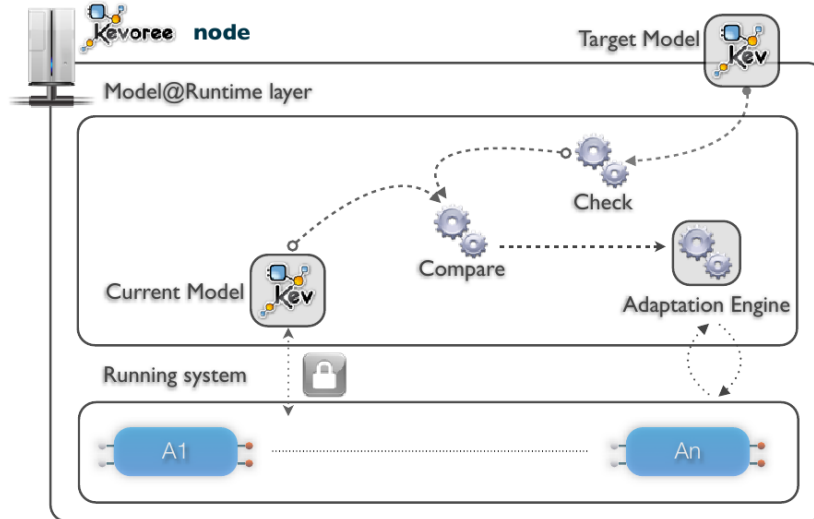 Kevoree node
Target Model
Kev
Model@Runtime layer
Check
Compare
Current Model
Kev
Adaptation Engine
Running system
A1
An